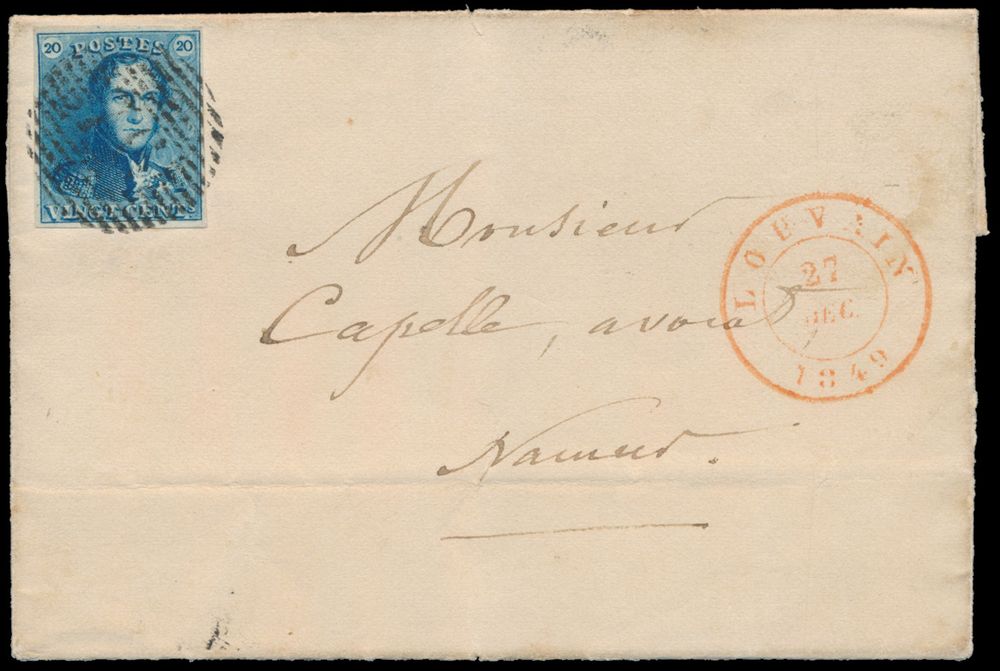 20 POSTES 20
VINGT CENTS
Monsieur
Capelle, avocat
Namur.
LOUVAIN
27
DEC.
1849